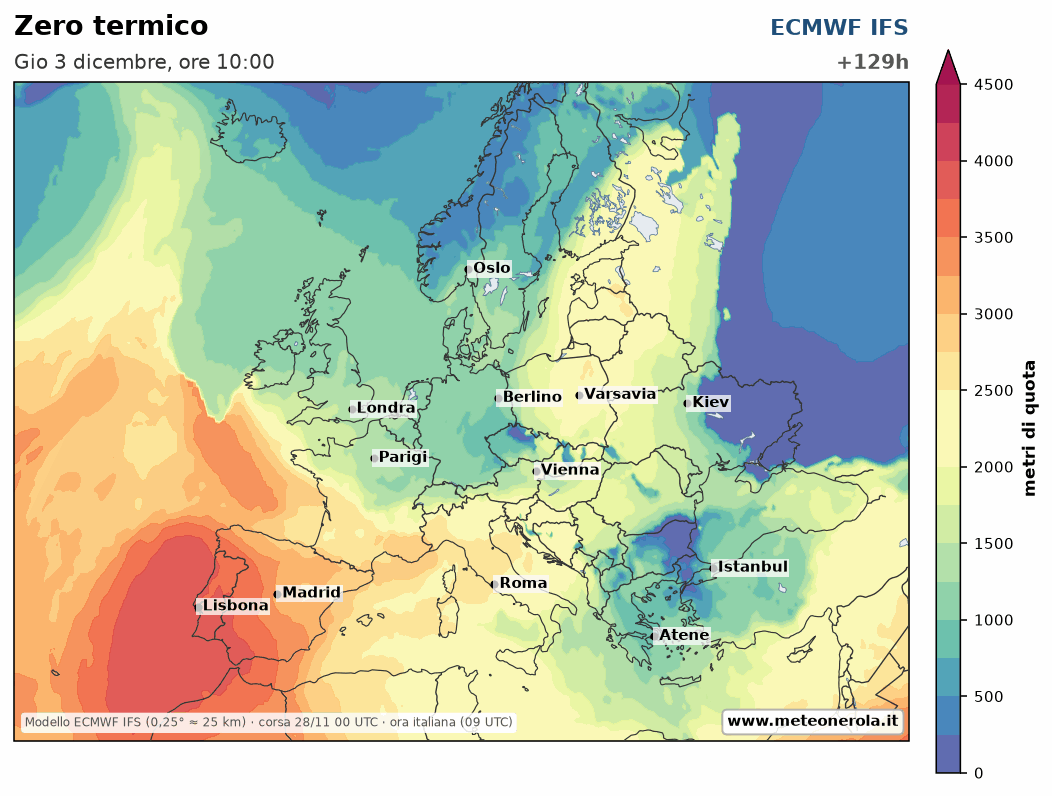 Zero termico
ECMWF IFS
Gio 3 dicembre, ore 10:00
+129h
4500
4000
3500
3000
2500
2000
1500
1000
500
0
metri di quota
Oslo
Berlino
Varsavia
Kiev
Londra
Parigi
Vienna
Istanbul
Roma
Madrid
Lisbona
Atene
Modello ECMWF IFS (0,25° ≈ 25 km) · corsa 28/11 00 UTC · ora italiana (09 UTC)
www.meteonerola.it